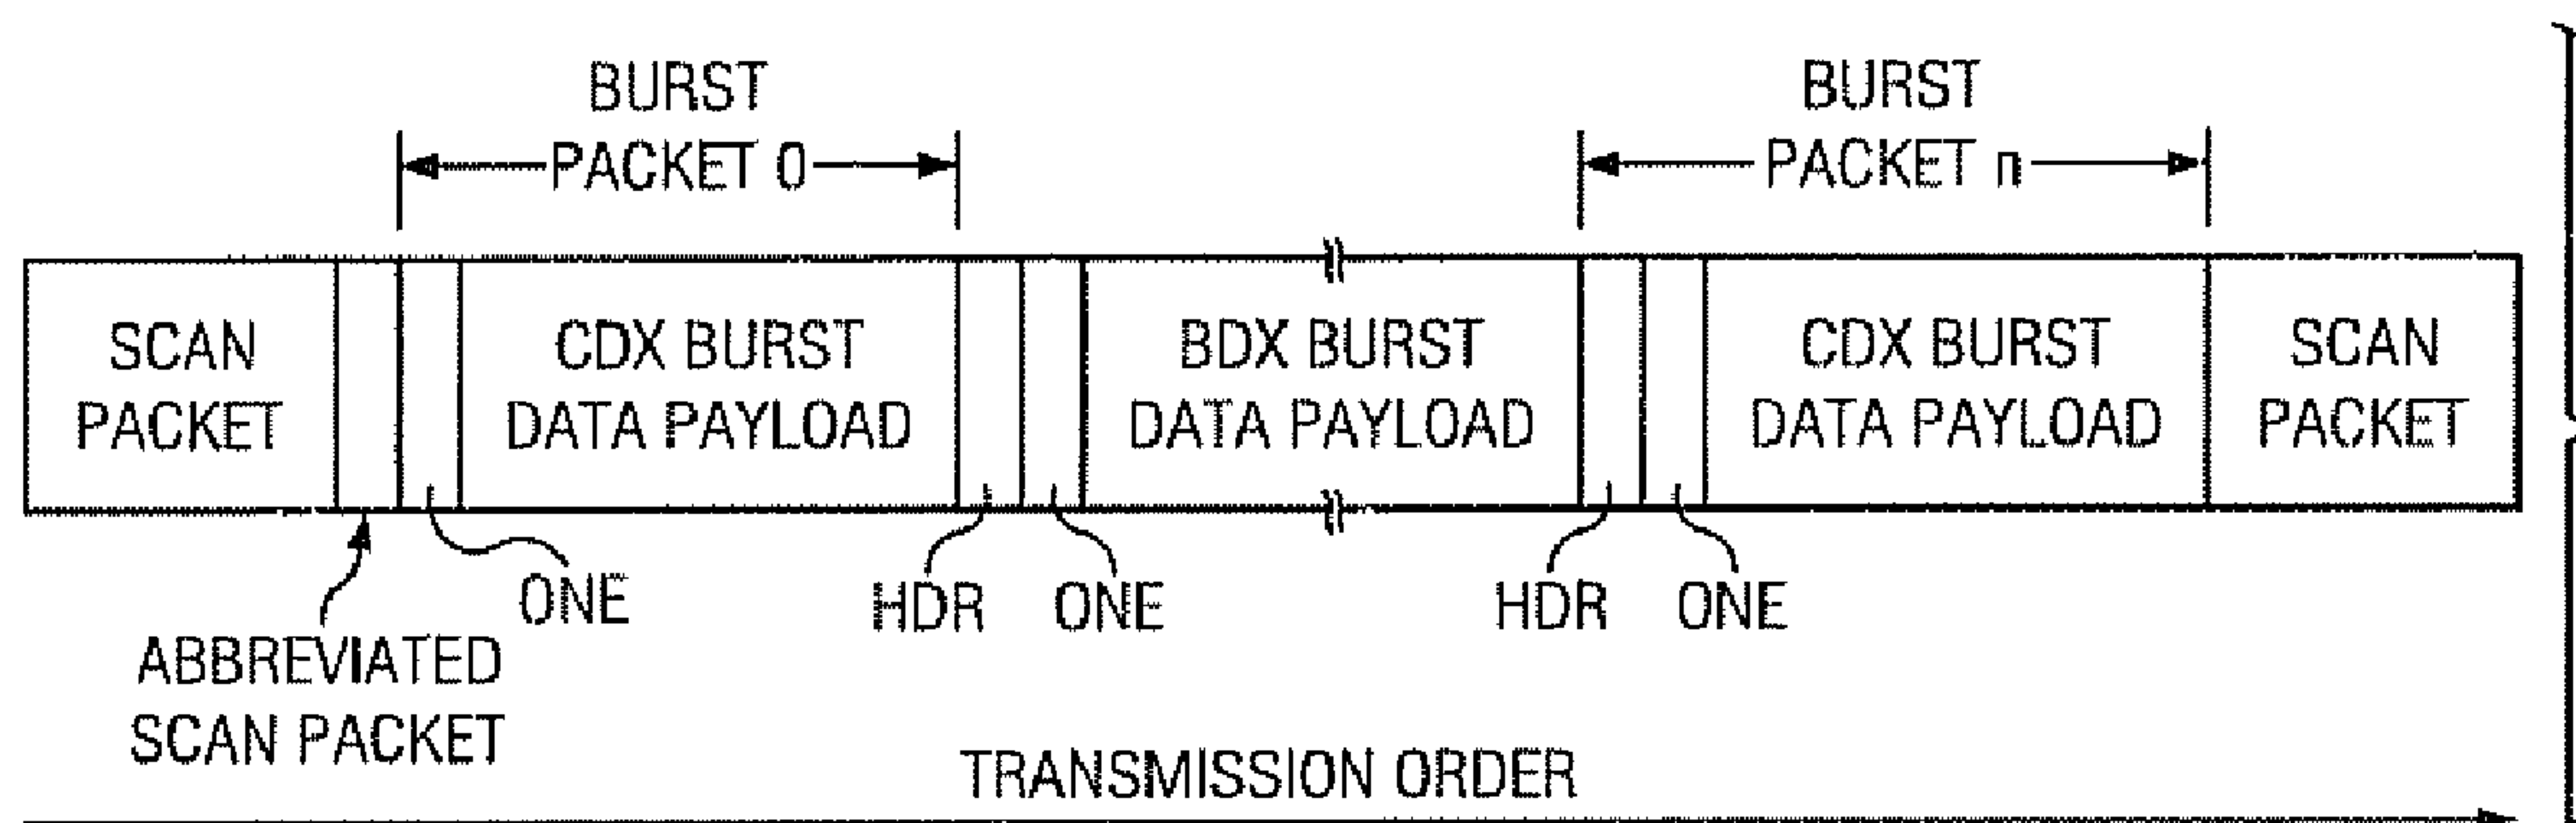 BURST
PACKET 0
BURST
PACKET n
SCAN
PACKET
CDX BURST
DATA PAYLOAD
BDX BURST
DATA PAYLOAD
CDX BURST
DATA PAYLOAD
SCAN
PACKET
ONE
HDR
ONE
HDR
ONE
ABBREVIATED
SCAN PACKET
TRANSMISSION ORDER